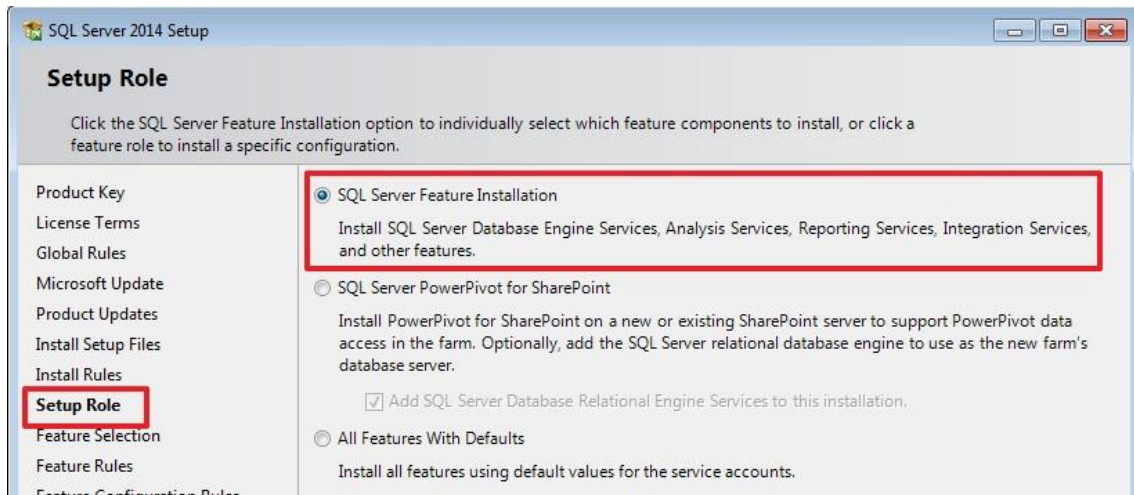 SQL Server 2014 Setup
Setup Role
Click the SQL Server Feature Installation option to individually select which feature components to install, or click a
feature role to install a specific configuration.
Product Key
License Terms
Global Rules
Microsoft Update
Product Updates
Install Setup Files
Install Rules
Setup Role
Feature Selection
Feature Rules
Feature Configuration Rules
SQL Server Feature Installation
Install SQL Server Database Engine Services, Analysis Services, Reporting Services, Integration Services,
and other features.
SQL Server PowerPivot for SharePoint
Install PowerPivot for SharePoint on a new or existing SharePoint server to support PowerPivot data
access in the farm. Optionally, add the SQL Server relational database engine to use as the new farm's
database server.
Add SQL Server Database Relational Engine Services to this installation.
All Features With Defaults
Install all features using default values for the service accounts.